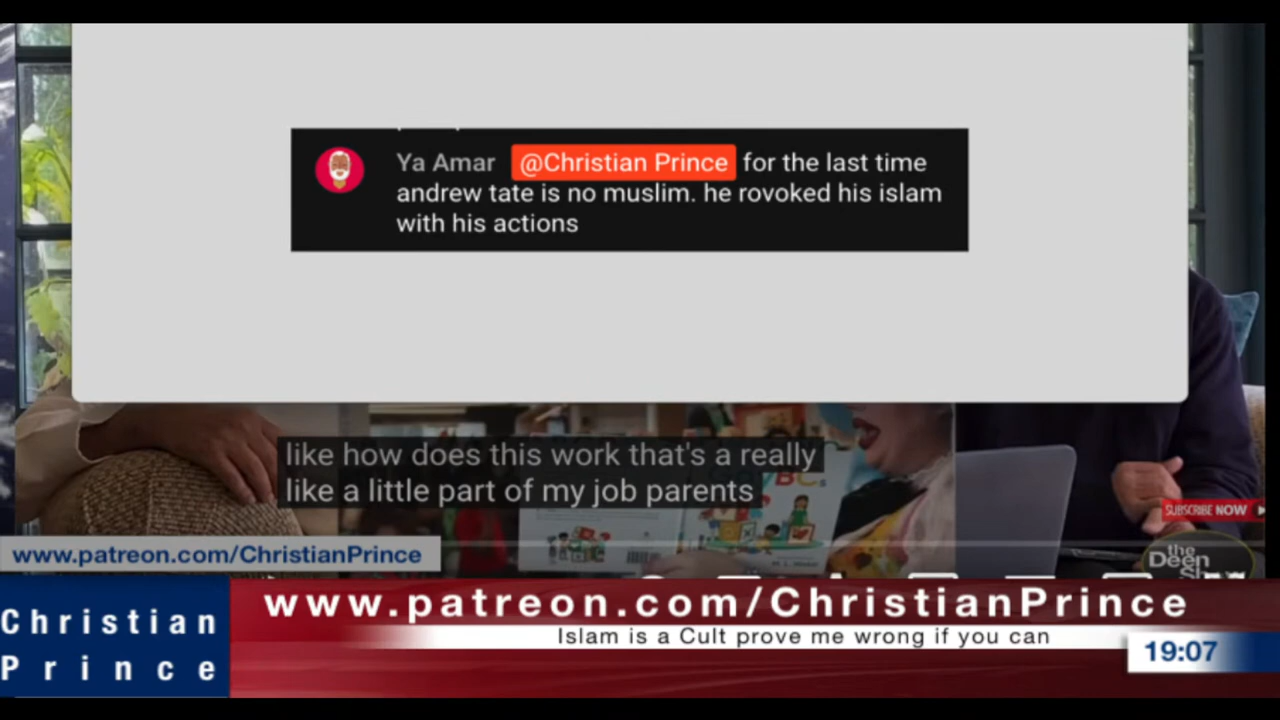 Ya Amar @Christian Prince for the last time
andrew tate is no muslim. he rovoked his islam
with his actions
like how does this work that's a really
like a little part of my job parents
SUBSCRIBE NOW
the
Deen
www.patreon.com/ChristianPrince
Christian
Prince
www.patreon.com/ChristianPrince
Islam is a Cult prove me wrong if you can
19:07